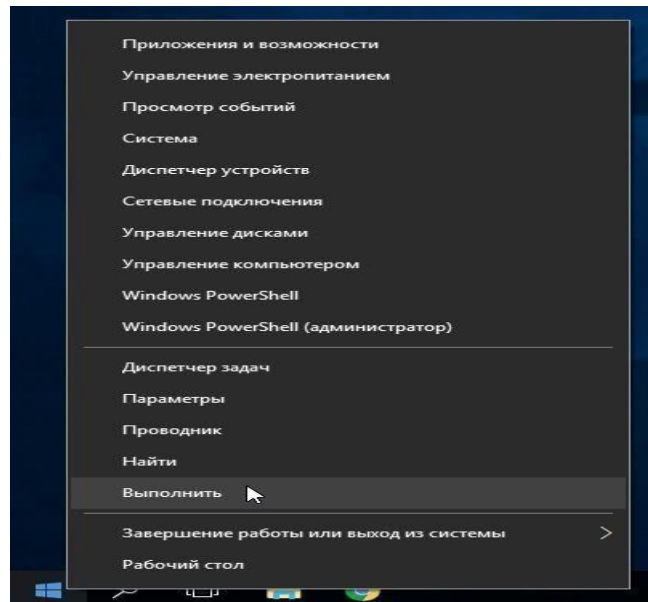 Приложения и возможности
Управление электропитанием
Просмотр событий
Система
Диспетчер устройств
Сетевые подключения
Управление дисками
Управление компьютером
Windows PowerShell
Windows PowerShell (администратор)
Диспетчер задач
Параметры
Проводник
Найти
Выполнить
Завершение работы или выход из системы
Рабочий стол